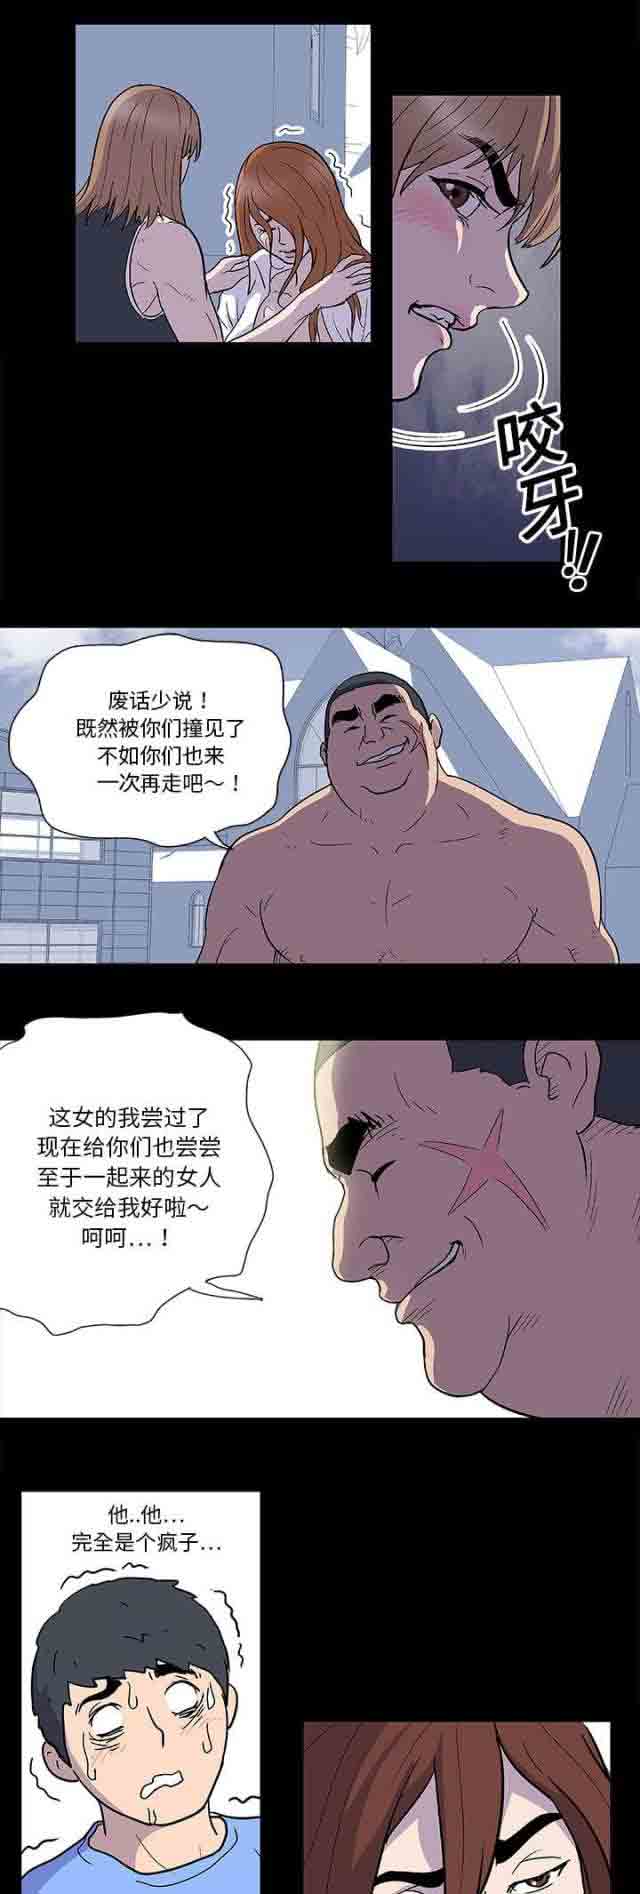 咬牙!!
废话少说！
既然被你们撞见了
不如你们也来
一次再走吧～！
这女的我尝过了
现在给你们也尝尝
至于一起来的女人
就交给我好啦～
呵呵...！
他..他...
完全是个疯子...